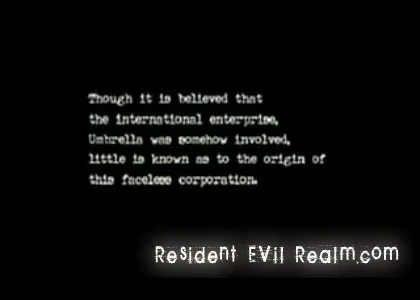 Though it is believed that
the international enterprise,
Umbrella was somehow involved,
little is known as to the origin of
this faceless corporation.
Resident Evil Realm.com